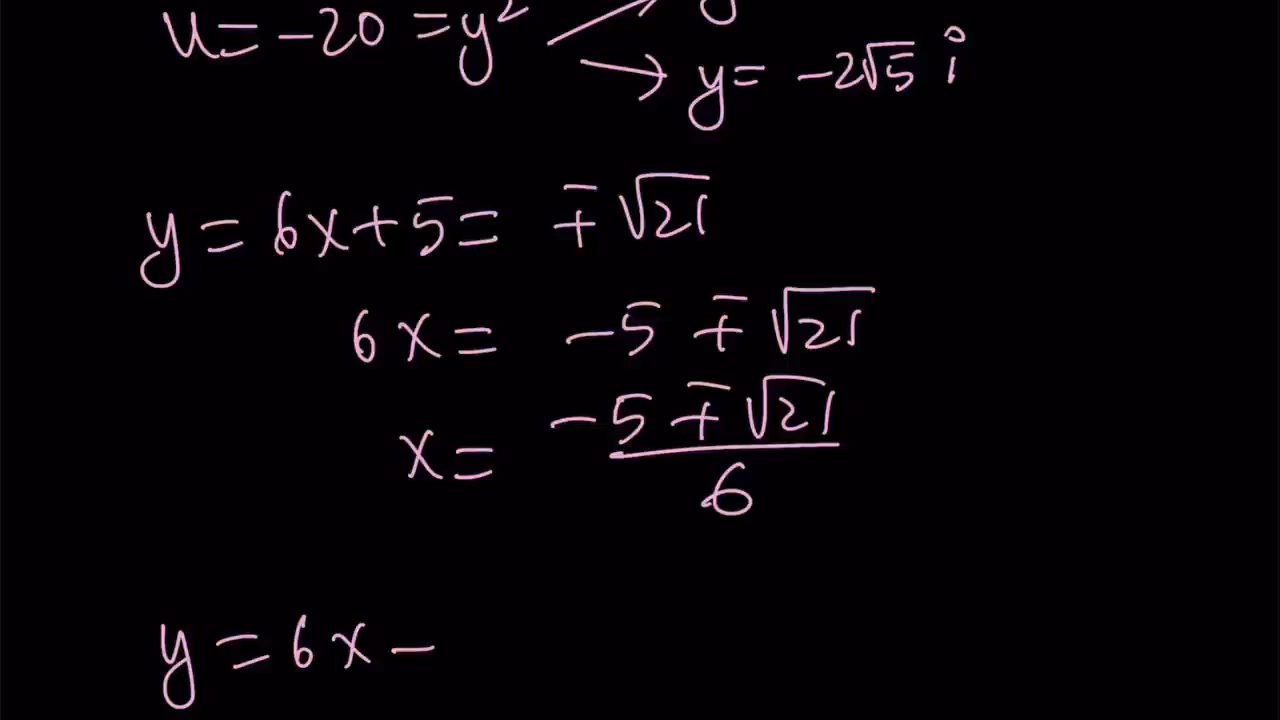 u = -20 = y² → y
→ y = -2√5 i
y = 6x + 5 = ∓ √21
6x = -5 ∓ √21
x = (-5 ∓ √21) / 6
y = 6x -